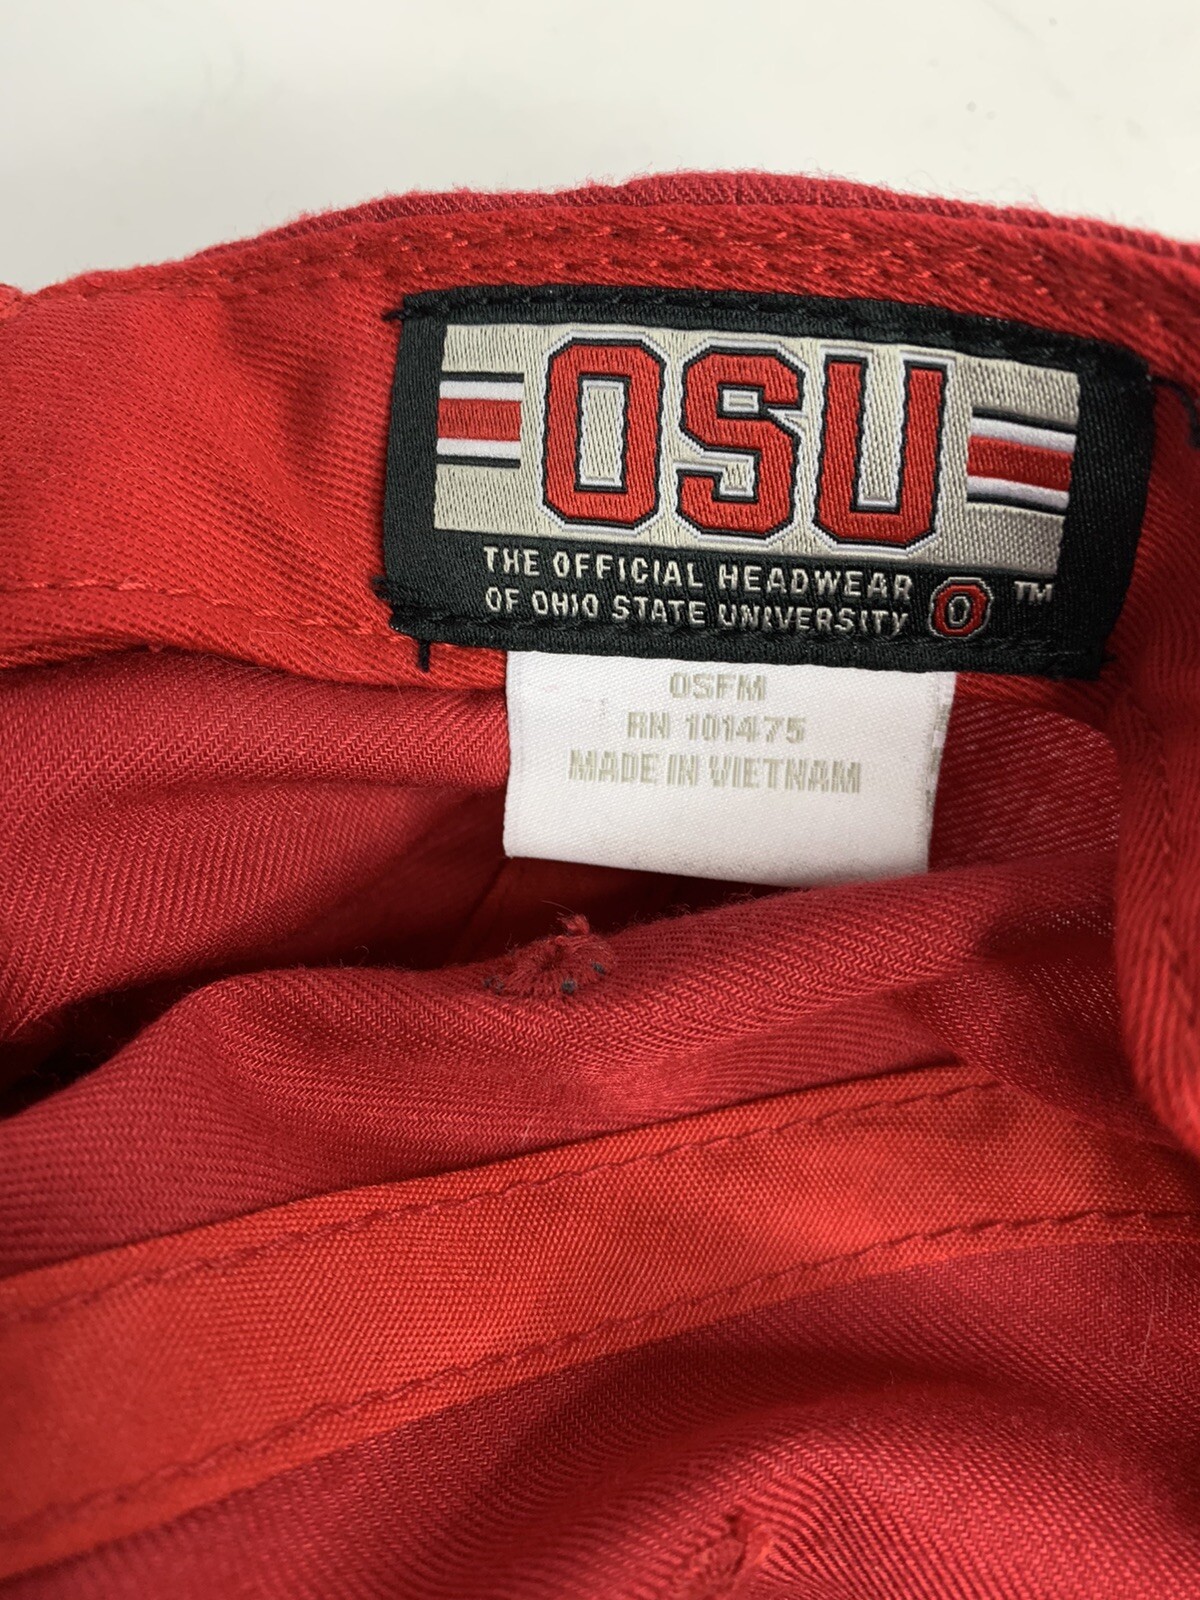 OSU
THE OFFICIAL HEADWEAR
OF OHIO STATE UNIVERSITY O ™
OSFM
RN 101475
MADE IN VIETNAM